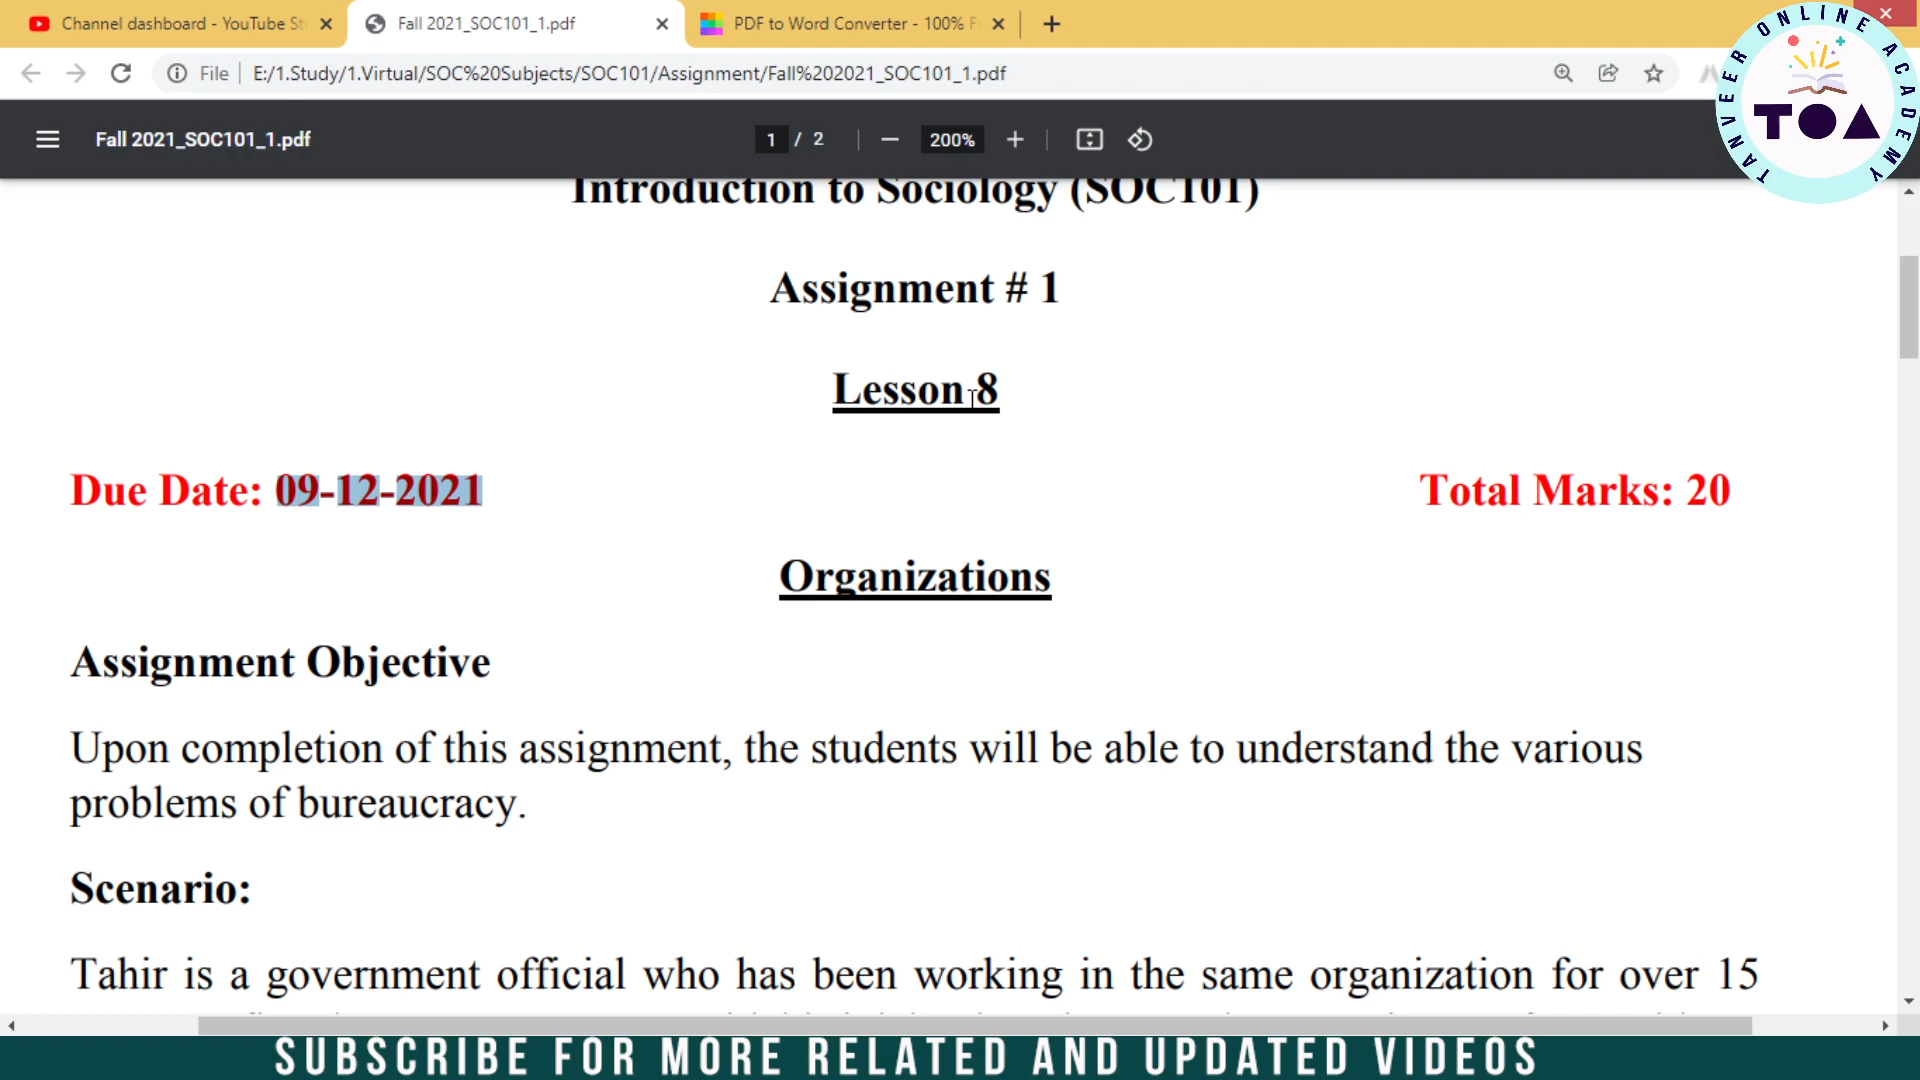 Channel dashboard - YouTube St
Fall 2021_SOC101_1.pdf
PDF to Word Converter - 100% F
File
E:/1.Study/1.Virtual/SOC%20Subjects/SOC101/Assignment/Fall%202021_SOC101_1.pdf
TANVEER ONLINE ACADEMY
TOA
Fall 2021_SOC101_1.pdf
1 / 2
200%
Introduction to Sociology (SOC101)
Assignment # 1
Lesson 8
Due Date: 09-12-2021
Total Marks: 20
Organizations
Assignment Objective
Upon completion of this assignment, the students will be able to understand the various
problems of bureaucracy.
Scenario:
Tahir is a government official who has been working in the same organization for over 15
SUBSCRIBE FOR MORE RELATED AND UPDATED VIDEOS